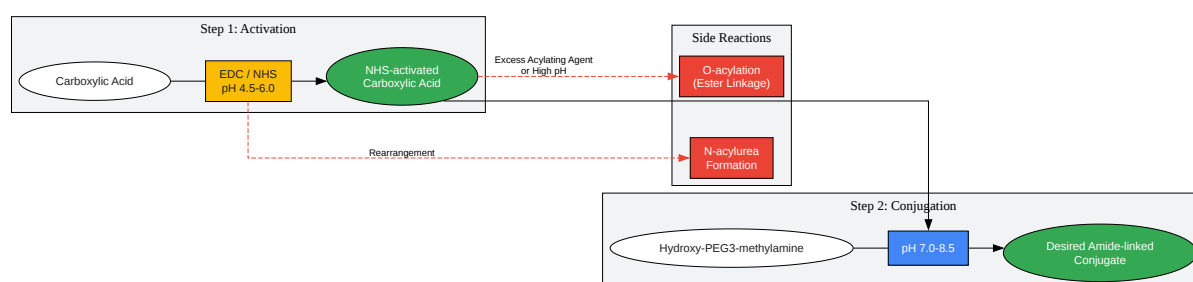 Step 1: Activation
Carboxylic Acid
EDC / NHS
pH 4.5-6.0
NHS-activated
Carboxylic Acid
Excess Acylating Agent
or High pH
Rearrangement
Side Reactions
O-acylation
(Ester Linkage)
N-acylurea
Formation
Step 2: Conjugation
Hydroxy-PEG3-methylamine
pH 7.0-8.5
Desired Amide-linked
Conjugate